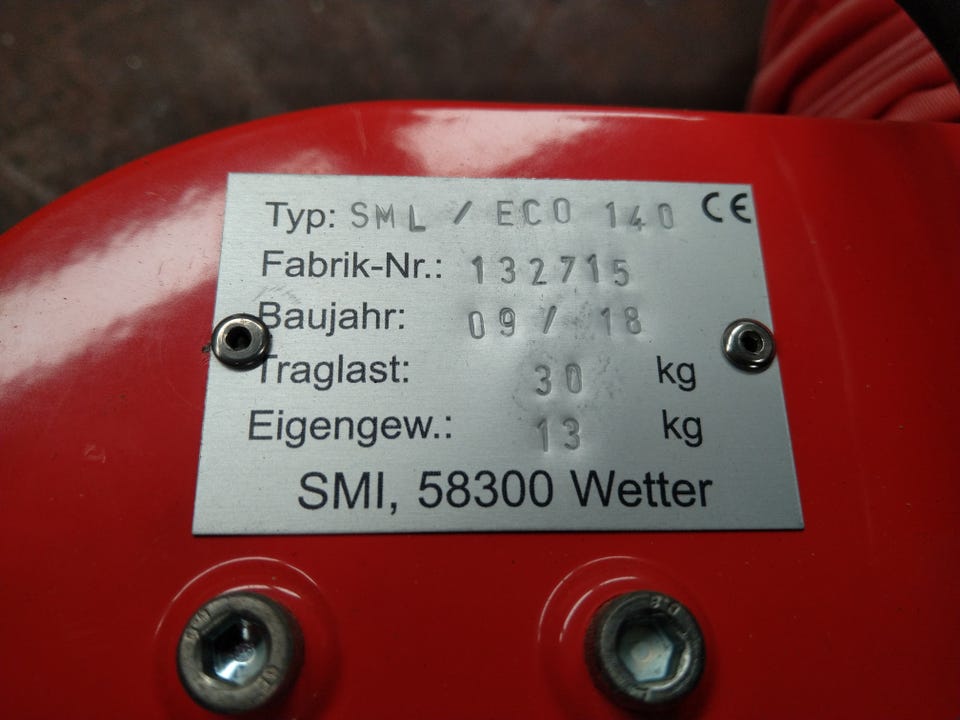 Typ: SML / ECO 140 CE
Fabrik-Nr.: 132715
Baujahr: 09 / 18
Traglast: 30 kg
Eigengew.: 13 kg
SMI, 58300 Wetter